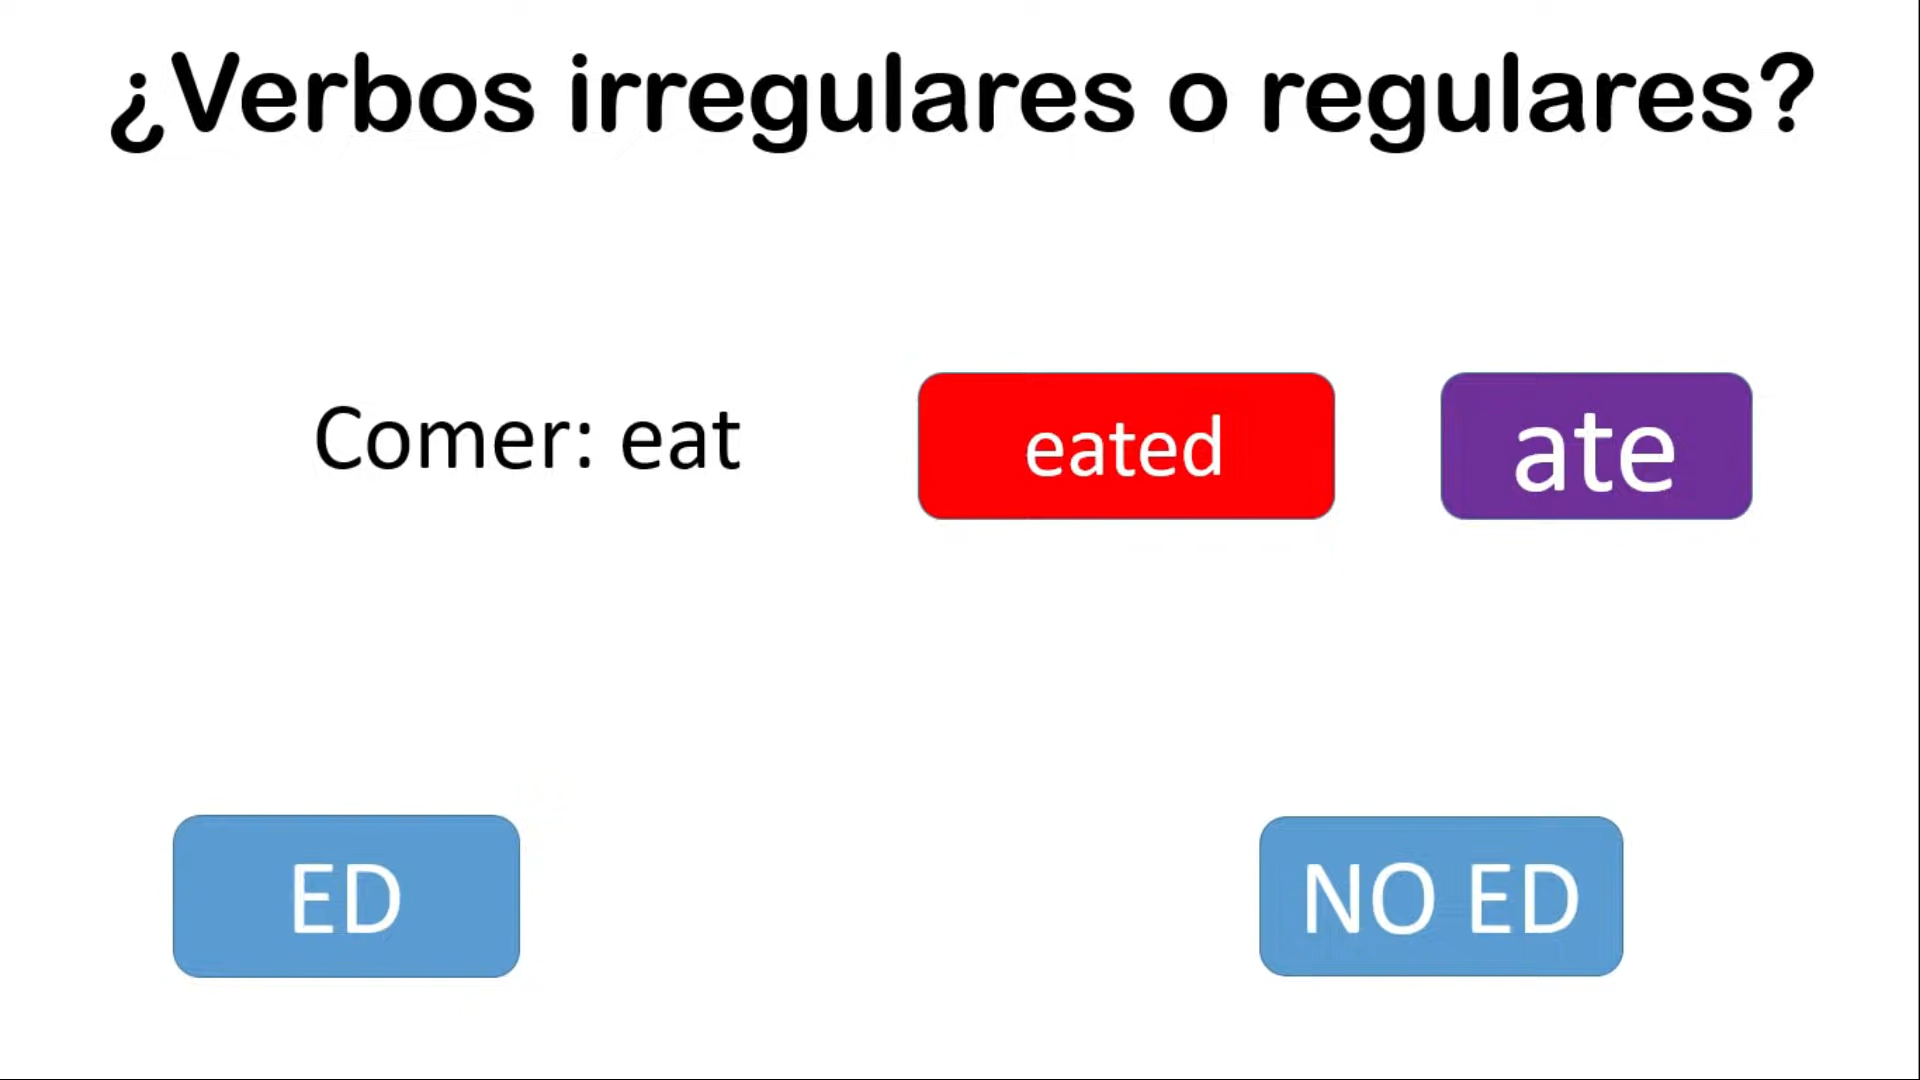 ¿Verbos irregulares o regulares?
Comer: eat
eated
ate
ED
NO ED